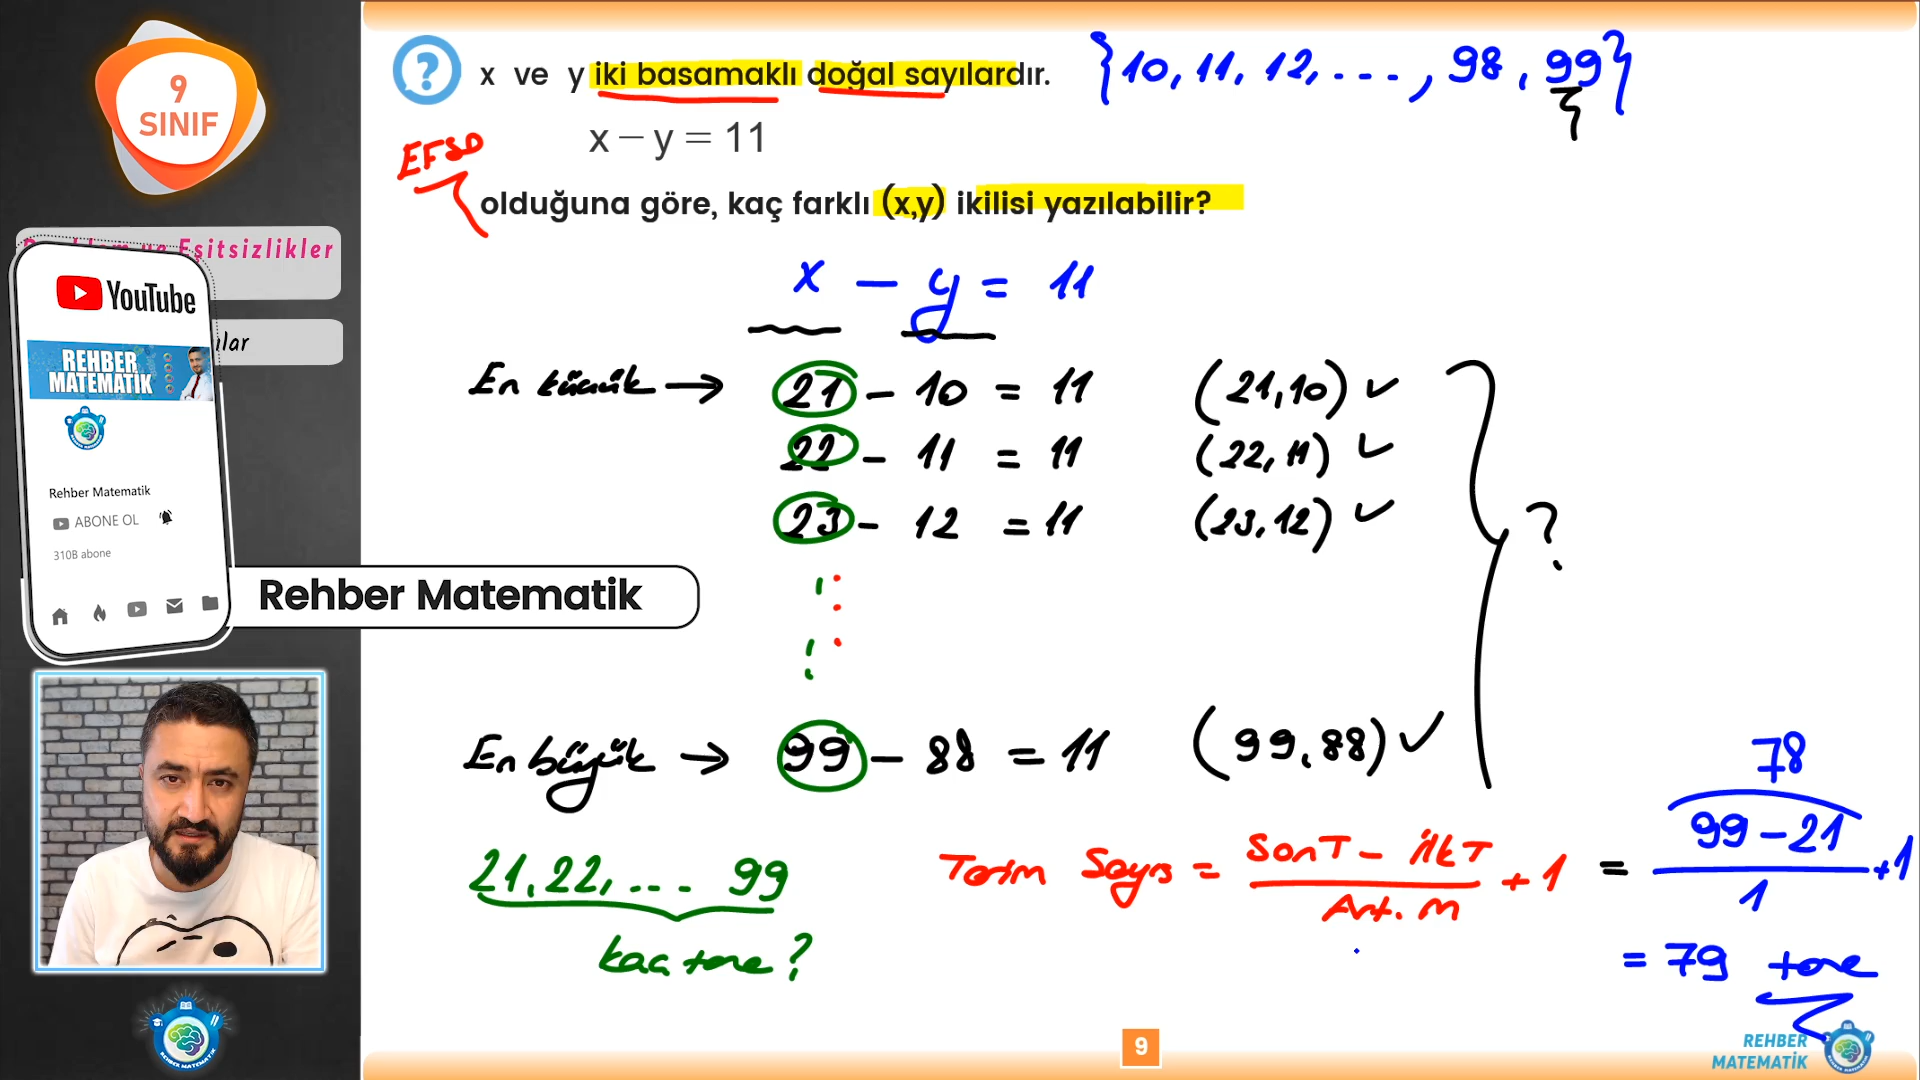 9
SINIF
x ve y iki basamaklı doğal sayılardır.
{10, 11, 12, ..., 98, 99}
x − y = 11
EFSO
olduğuna göre, kaç farklı (x,y) ikilisi yazılabilir?
Eşitsizlikler
YouTube
REHBER
MATEMATİK
Rehber Matematik
ABONE OL
310B abone
Rehber Matematik
x − y = 11
En küçük → 21 − 10 = 11 (21,10) ✓
22 − 11 = 11 (22,11) ✓
23 − 12 = 11 (23,12) ✓
?
En büyük → 99 − 88 = 11 (99,88) ✓
21,22, ... 99
kaç tane?
Terim Sayısı = SonT − İlkT / Art. M + 1 = 99 − 21 / 1 + 1
78
= 79 tane
9
REHBER
MATEMATİK